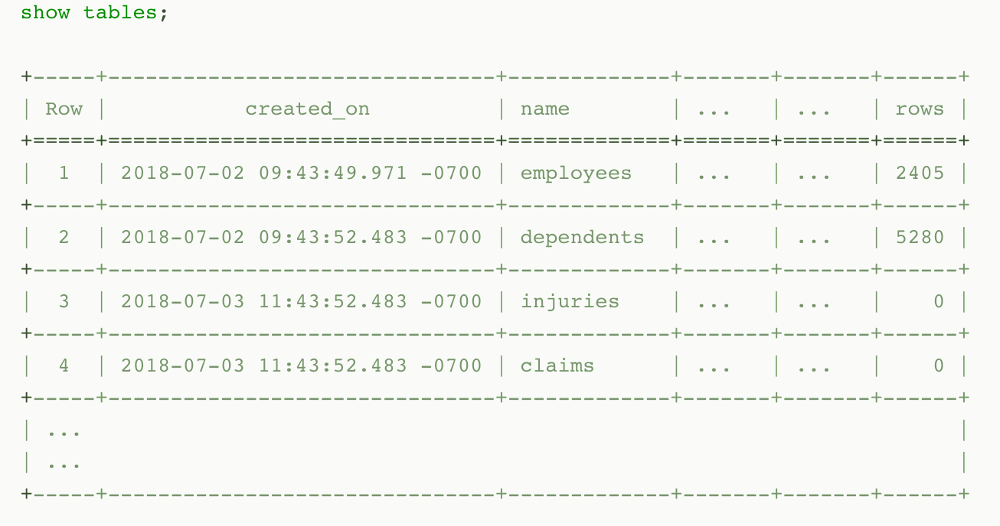 show tables;
+-----+-------------------------------+-------------+-------+-------+------+
| Row |           created_on          | name        | ...   | ...   | rows |
+=====+===============================+=============+=======+=======+======+
|  1  | 2018-07-02 09:43:49.971 -0700 | employees   | ...   | ...   | 2405 |
+-----+-------------------------------+-------------+-------+-------+------+
|  2  | 2018-07-02 09:43:52.483 -0700 | dependents  | ...   | ...   | 5280 |
+-----+-------------------------------+-------------+-------+-------+------+
|  3  | 2018-07-03 11:43:52.483 -0700 | injuries    | ...   | ...   |    0 |
+-----+-------------------------------+-------------+-------+-------+------+
|  4  | 2018-07-03 11:43:52.483 -0700 | claims      | ...   | ...   |    0 |
+-----+-------------------------------+-------------+-------+-------+------+
| ...                                                                      |
| ...                                                                      |
+-----+-------------------------------+-------------+-------+-------+------+